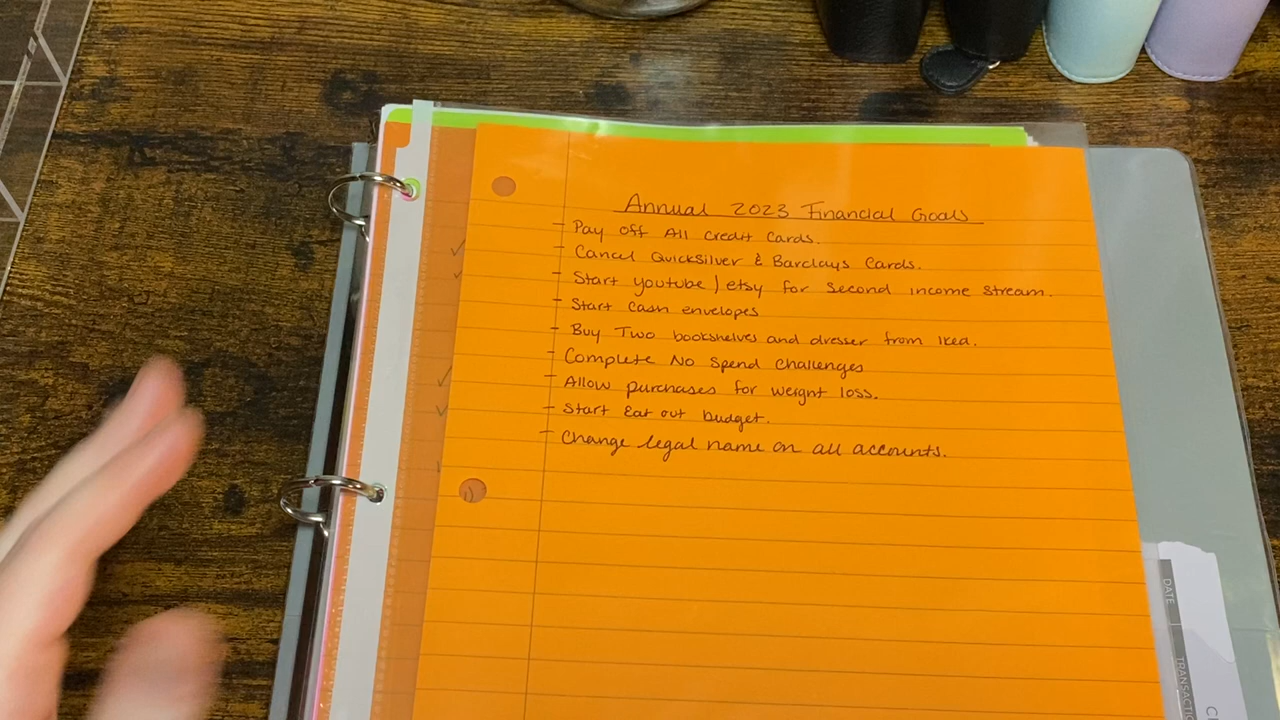 Annual 2023 Financial Goals
- Pay off All Credit Cards.
- Cancel Quicksilver & Barclays Cards.
- Start youtube/etsy for second income stream.
- Start cash envelopes
- Buy Two bookshelves and dresser from Ikea.
- Complete No Spend Challenges
- Allow purchases for weight loss.
- Start Eat out budget.
- Change legal name on all accounts.
DATE